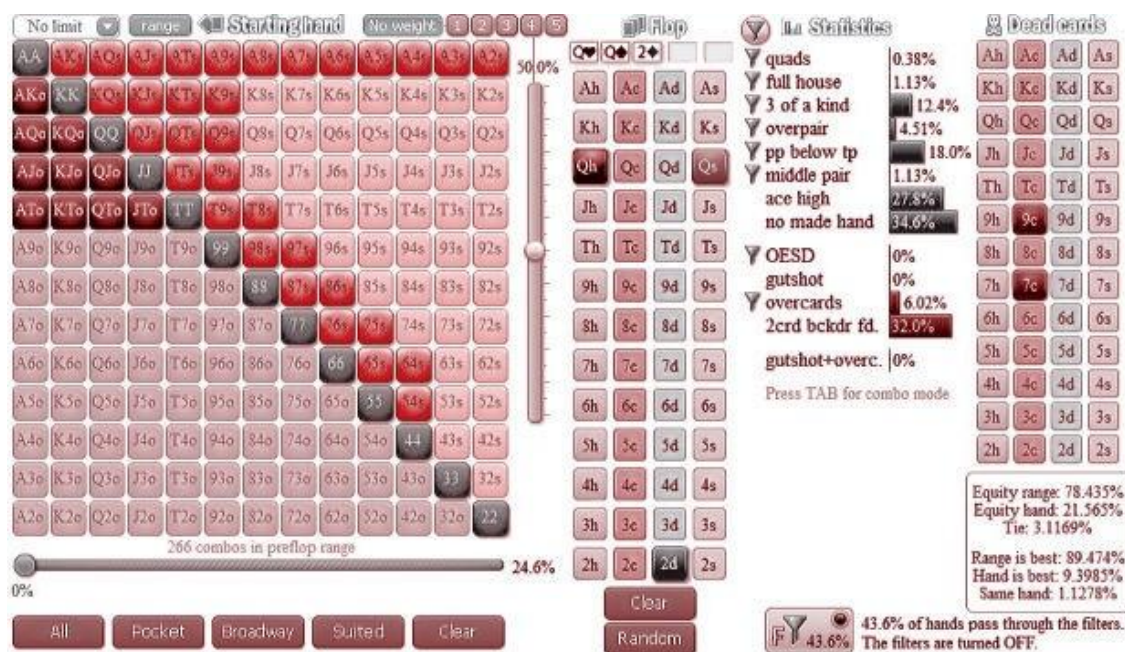 No limit range Starting hand No weight 1 2 3 4 5
AA AKs AQs AJs ATs A9s A8s A7s A6s A5s A4s A3s A2s
AKo KK KQs KJs KTs K9s K8s K7s K6s K5s K4s K3s K2s
AQo KQo QQ QJs QTs Q9s Q8s Q7s Q6s Q5s Q4s Q3s Q2s
AJo KJo QJo JJ JTs J9s J8s J7s J6s J5s J4s J3s J2s
ATo KTo QTo JTo TT T9s T8s T7s T6s T5s T4s T3s T2s
A9o K9o Q9o J9o T9o 99 98s 97s 96s 95s 94s 93s 92s
A8o K8o Q8o J8o T8o 98o 88 87s 86s 85s 84s 83s 82s
A7o K7o Q7o J7o T7o 97o 87o 77 76s 75s 74s 73s 72s
A6o K6o Q6o J6o T6o 96o 86o 76o 66 65s 64s 63s 62s
A5o K5o Q5o J5o T5o 95o 85o 75o 65o 55 54s 53s 52s
A4o K4o Q4o J4o T4o 94o 84o 74o 64o 54o 44 43s 42s
A3o K3o Q3o J3o T3o 93o 83o 73o 63o 53o 43o 33 32s
A2o K2o Q2o J2o T2o 92o 82o 72o 62o 52o 42o 32o 22
50.0%
266 combos in preflop range
24.6%
0%
All Pocket Broadway Suited Clear
Flop
Q♥ Q♠ 2♦
Ah Ac Ad As
Kh Kc Kd Ks
Qh Qc Qd Qs
Jh Jc Jd Js
Th Tc Td Ts
9h 9c 9d 9s
8h 8c 8d 8s
7h 7c 7d 7s
6h 6c 6d 6s
5h 5c 5d 5s
4h 4c 4d 4s
3h 3c 3d 3s
2h 2c 2d 2s
Clear
Random
Statistics
quads 0.38%
full house 1.13%
3 of a kind 12.4%
overpair 4.51%
pp below tp 18.0%
middle pair 1.13%
ace high 27.8%
no made hand 34.6%
OESD 0%
gutshot 0%
overcards 6.02%
2crd bckdr fd. 32.0%
gutshot+overc. 0%
Press TAB for combo mode
Dead cards
Ah Ac Ad As
Kh Kc Kd Ks
Qh Qc Qd Qs
Jh Jc Jd Js
Th Tc Td Ts
9h 9c 9d 9s
8h 8c 8d 8s
7h 7c 7d 7s
6h 6c 6d 6s
5h 5c 5d 5s
4h 4c 4d 4s
3h 3c 3d 3s
2h 2c 2d 2s
Equity range: 78.435%
Equity hand: 21.565%
Tie: 3.1169%
Range is best: 89.474%
Hand is best: 9.3985%
Same hand: 1.1278%
F 43.6%
43.6% of hands pass through the filters.
The filters are turned OFF.